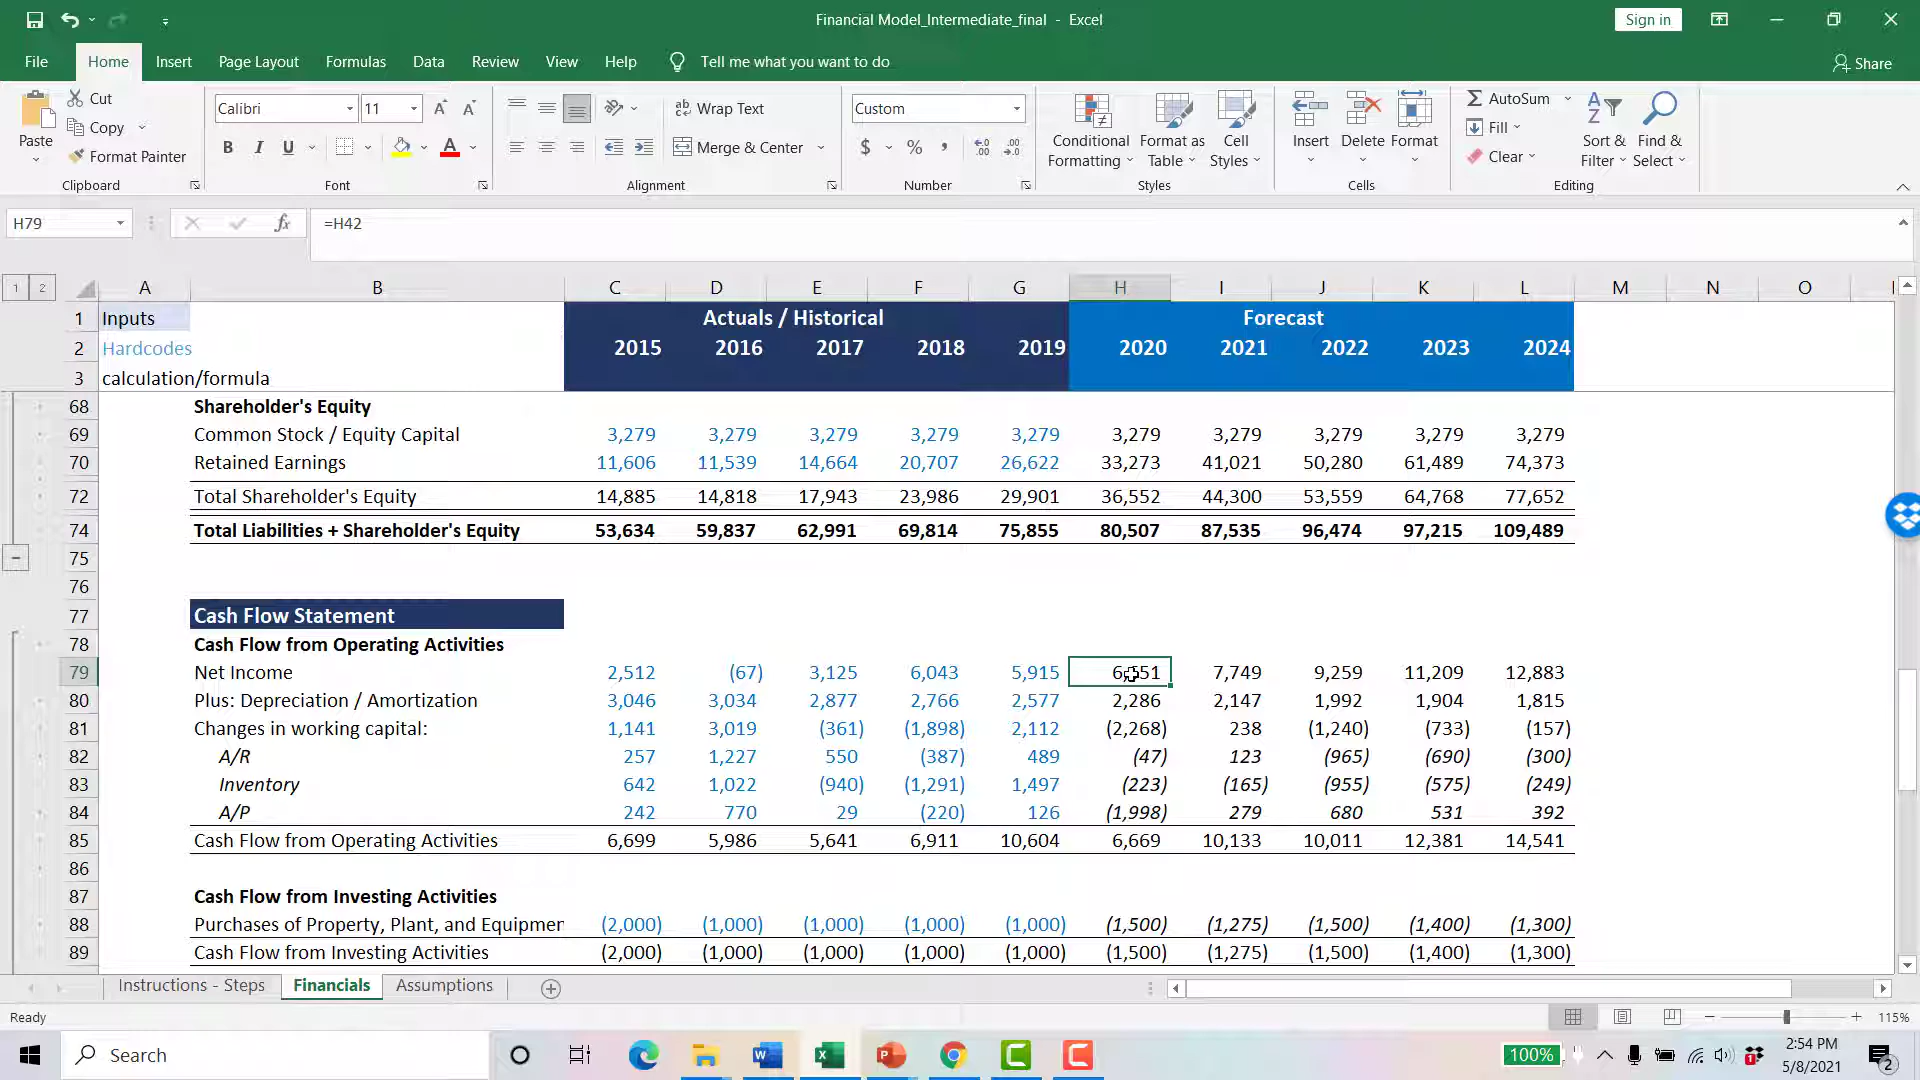 Financial Model_Intermediate_final - Excel
Sign in
File Home Insert Page Layout Formulas Data Review View Help Tell me what you want to do Share
Paste Cut Copy Format Painter Clipboard
Calibri 11 B I U A Font
Wrap Text Merge & Center Alignment
Custom $ % , Number
Conditional Formatting Format as Table Cell Styles Styles
Insert Delete Format Cells
AutoSum Fill Clear Sort & Filter Find & Select Editing
H79 fx =H42
1 2 A B C D E F G H I J K L M N O
1 Inputs Actuals / Historical Forecast
2 Hardcodes 2015 2016 2017 2018 2019 2020 2021 2022 2023 2024
3 calculation/formula
68 Shareholder's Equity
69 Common Stock / Equity Capital 3,279 3,279 3,279 3,279 3,279 3,279 3,279 3,279 3,279 3,279
70 Retained Earnings 11,606 11,539 14,664 20,707 26,622 33,273 41,021 50,280 61,489 74,373
72 Total Shareholder's Equity 14,885 14,818 17,943 23,986 29,901 36,552 44,300 53,559 64,768 77,652
74 Total Liabilities + Shareholder's Equity 53,634 59,837 62,991 69,814 75,855 80,507 87,535 96,474 97,215 109,489
75
76
77 Cash Flow Statement
78 Cash Flow from Operating Activities
79 Net Income 2,512 (67) 3,125 6,043 5,915 7,749 9,259 11,209 12,883
80 Plus: Depreciation / Amortization 3,046 3,034 2,877 2,766 2,577 2,286 2,147 1,992 1,904 1,815
81 Changes in working capital: 1,141 3,019 (361) (1,898) 2,112 (2,268) 238 (1,240) (733) (157)
82 A/R 257 1,227 550 (387) 489 (47) 123 (965) (690) (300)
83 Inventory 642 1,022 (940) (1,291) 1,497 (223) (165) (955) (575) (249)
84 A/P 242 770 29 (220) 126 (1,998) 279 680 531 392
85 Cash Flow from Operating Activities 6,699 5,986 5,641 6,911 10,604 6,669 10,133 10,011 12,381 14,541
86
87 Cash Flow from Investing Activities
88 Purchases of Property, Plant, and Equipmen (2,000) (1,000) (1,000) (1,000) (1,000) (1,500) (1,275) (1,500) (1,400) (1,300)
89 Cash Flow from Investing Activities (2,000) (1,000) (1,000) (1,000) (1,000) (1,500) (1,275) (1,500) (1,400) (1,300)
Instructions - Steps Financials Assumptions
Ready 115%
Search 100% 2:54 PM
5/8/2021 2